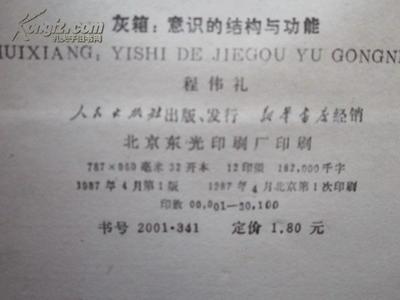 灰箱：意识的结构与功能
HUIXIANG：YISHI DE JIEGOU YU GONGN
程伟礼
人民出版社出版、发行 新华书店经销
北京东光印刷厂印刷
787×960毫米 32开本 12印张 182,000千字
1987年4月第1版 1987年4月北京第1次印刷
印数 00,001—20,100
书号 2001·341 定价 1.80 元